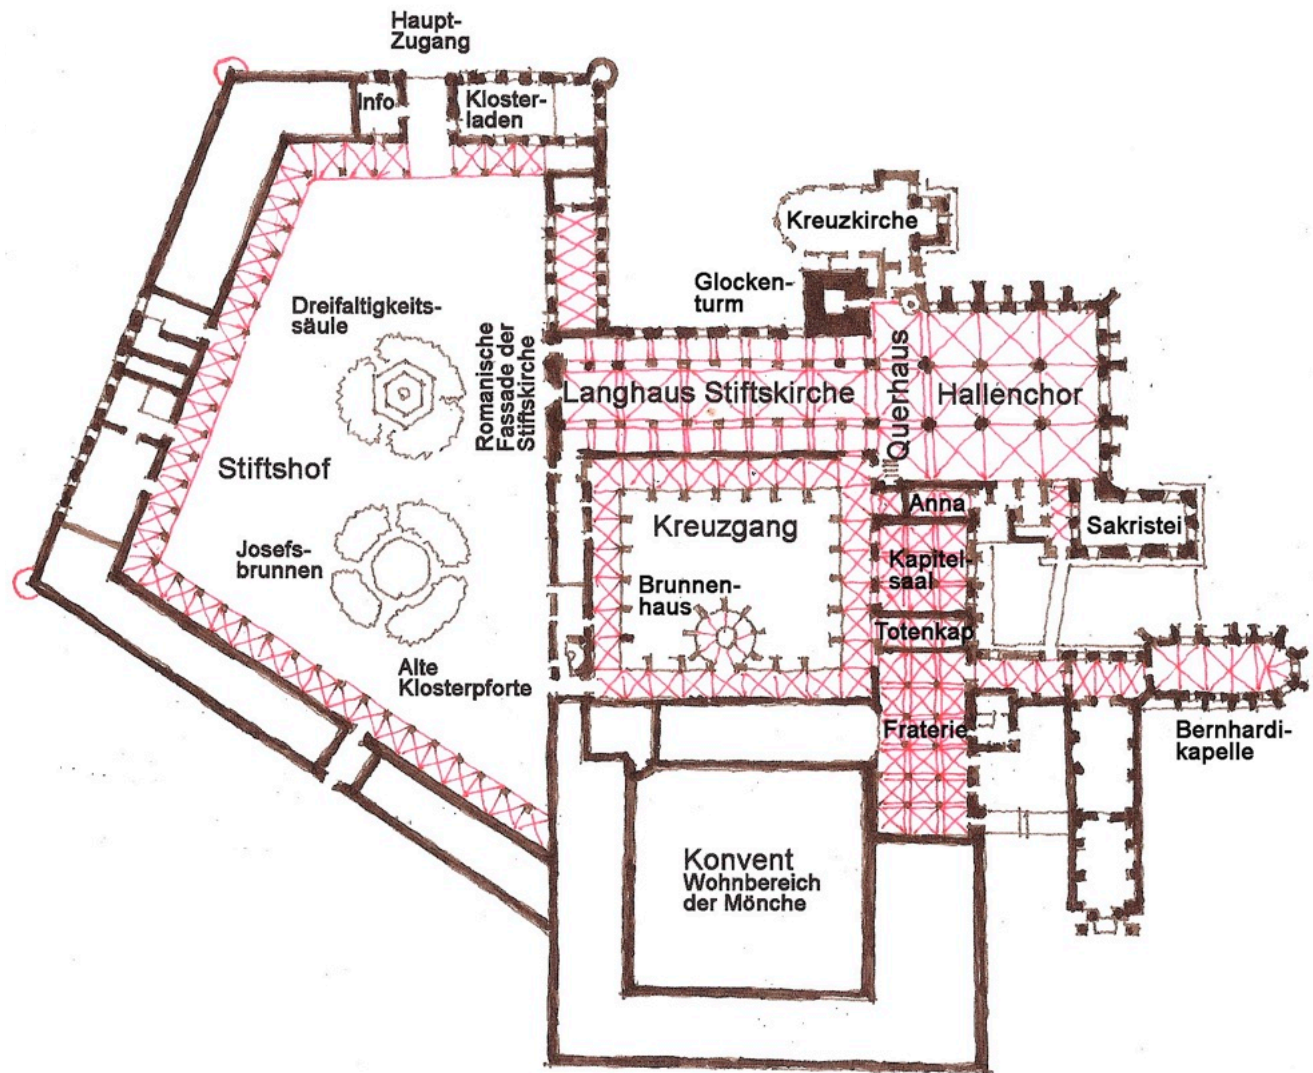 Haupt-
Zugang
Info
Kloster-
laden
Kreuzkirche
Glocken-
turm
Dreifaltigkeits-
säule
Romanische
Fassade der
Stiftskirche
Langhaus Stiftskirche
Querhaus
Hallenchor
Stiftshof
Anna
Kreuzgang
Sakristei
Josefs-
brunnen
Kapitel-
saal
Brunnen-
haus
Totenkap
Alte
Klosterpforte
Fraterie
Bernhardi-
kapelle
Konvent
Wohnbereich
der Mönche